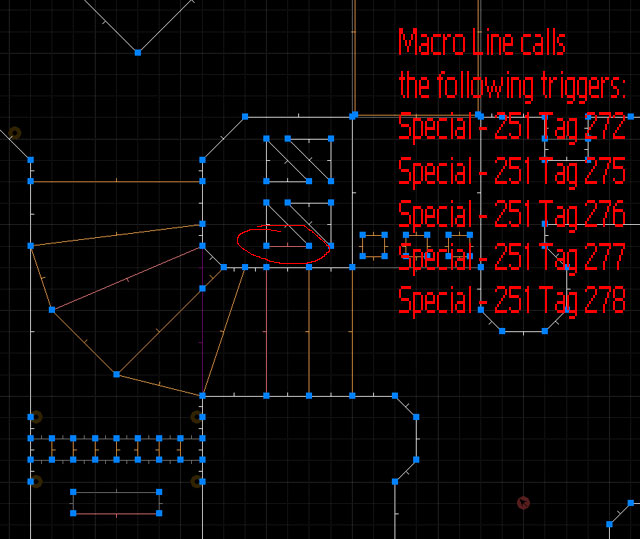 Macro Line calls
the following triggers:
Special - 251 Tag 272
Special - 251 Tag 275
Special - 251 Tag 276
Special - 251 Tag 277
Special - 251 Tag 278